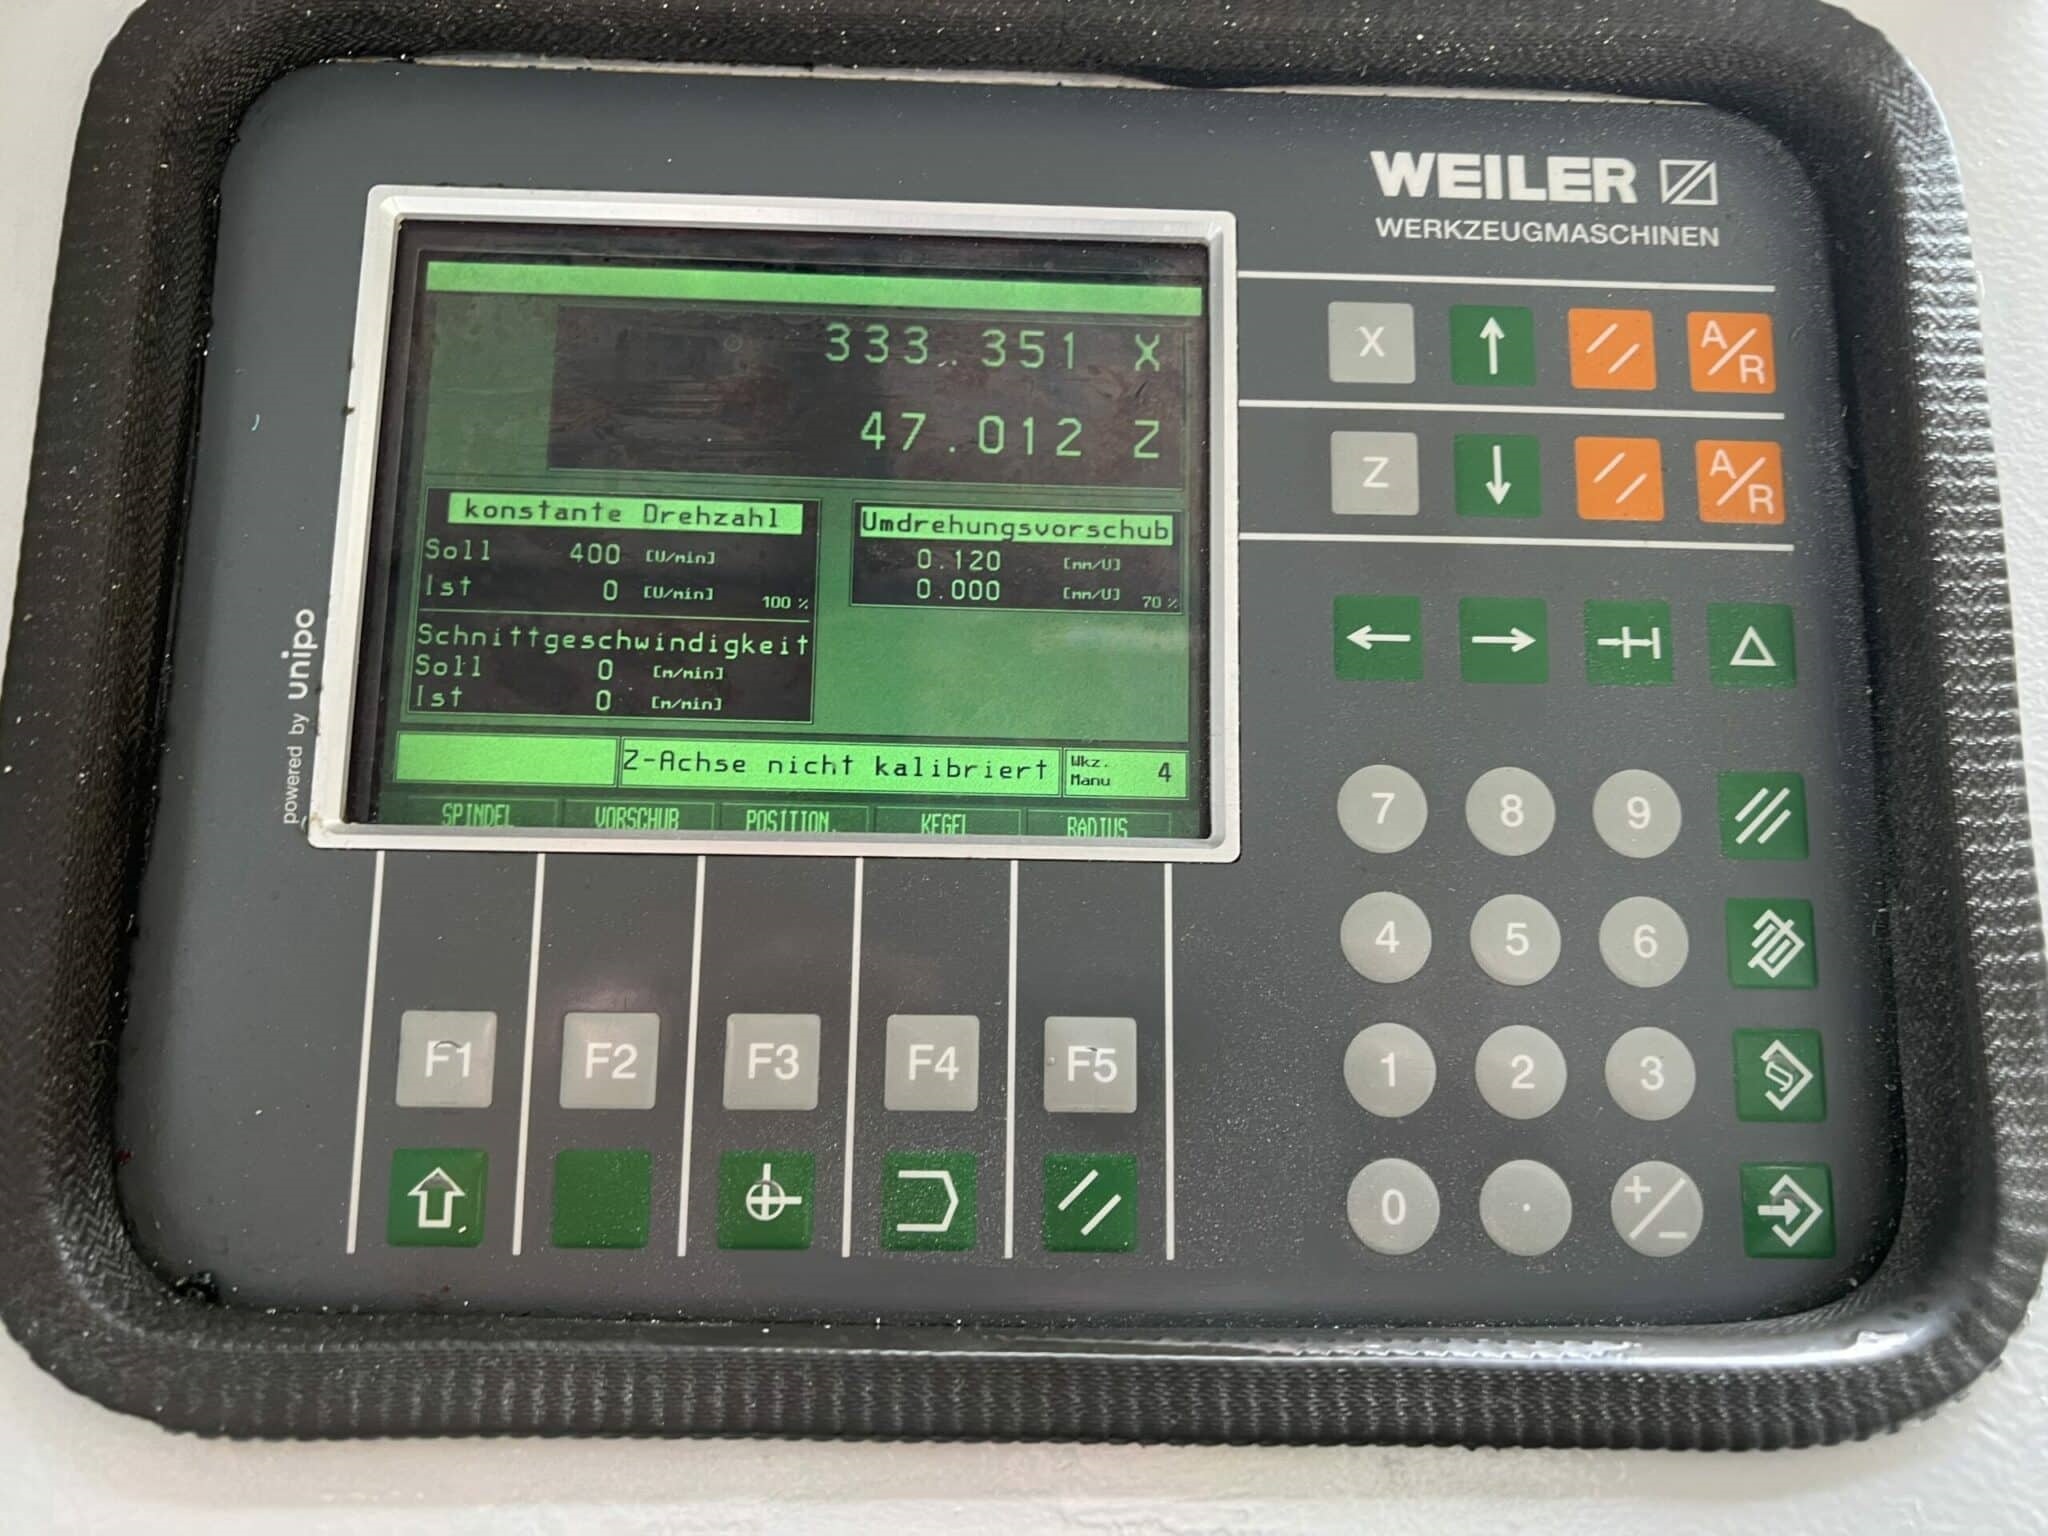 WEILER
WERKZEUGMASCHINEN
333.351 X
47.012 Z
konstante Drehzahl
Soll 400 [U/min]
Ist 0 [U/min] 100 %
Umdrehungsvorschub
0.120 [mm/U]
0.000 [mm/U] 70 %
Schnittgeschwindigkeit
Soll 0 [m/min]
Ist 0 [m/min]
Z-Achse nicht kalibriert
Wkz. 4
Manu
SPINDEL VORSCHUB POSITION. KEGEL RADIUS
powered by unipo
X A/R
Z A/R
7 8 9
4 5 6
1 2 3
0 . +/-
F1 F2 F3 F4 F5